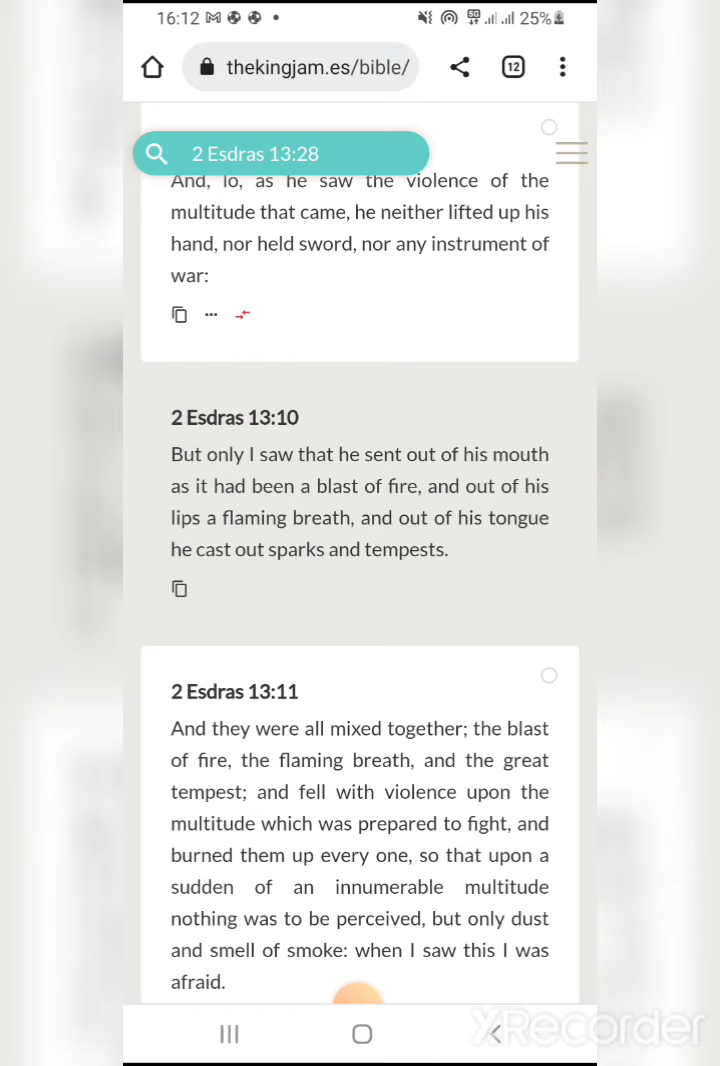 16:12 5G 25%
thekingjam.es/bible/ 12
2 Esdras 13:28
And, lo, as he saw the violence of the
multitude that came, he neither lifted up his
hand, nor held sword, nor any instrument of
war:
2 Esdras 13:10
But only I saw that he sent out of his mouth
as it had been a blast of fire, and out of his
lips a flaming breath, and out of his tongue
he cast out sparks and tempests.
2 Esdras 13:11
And they were all mixed together; the blast
of fire, the flaming breath, and the great
tempest; and fell with violence upon the
multitude which was prepared to fight, and
burned them up every one, so that upon a
sudden of an innumerable multitude
nothing was to be perceived, but only dust
and smell of smoke: when I saw this I was
afraid.
XRecorder